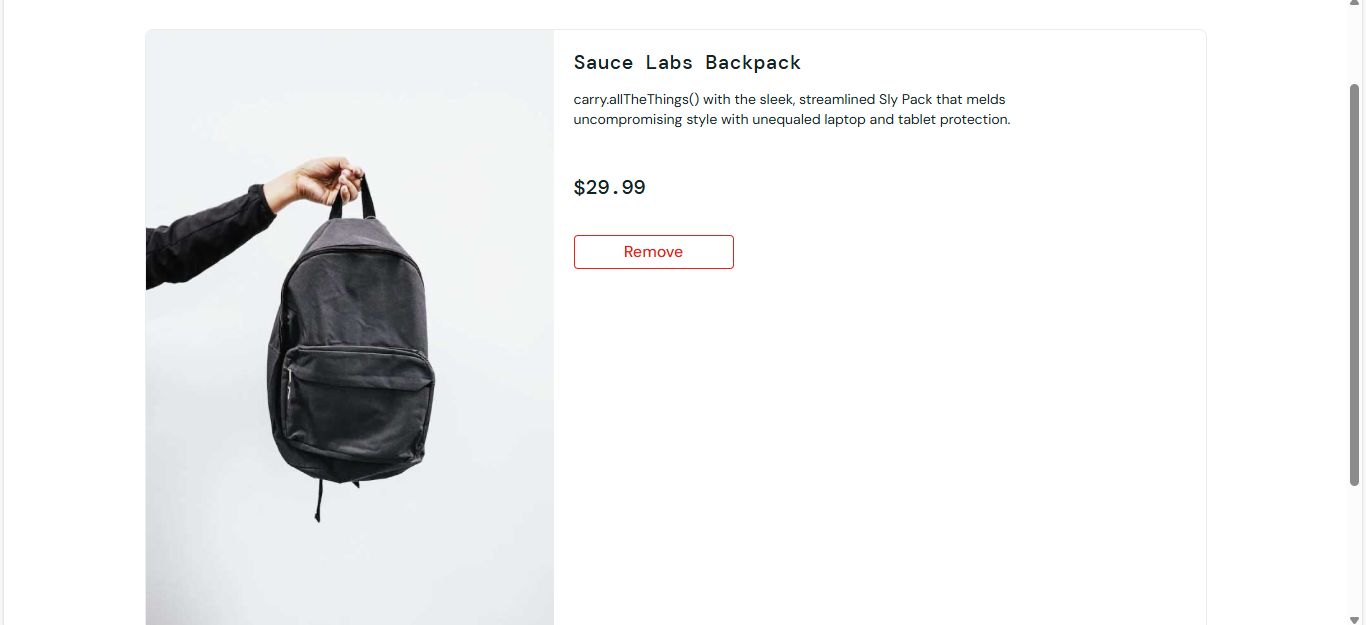 Sauce Labs Backpack
carry.allTheThings() with the sleek, streamlined Sly Pack that melds
uncompromising style with unequaled laptop and tablet protection.
$29.99
Remove